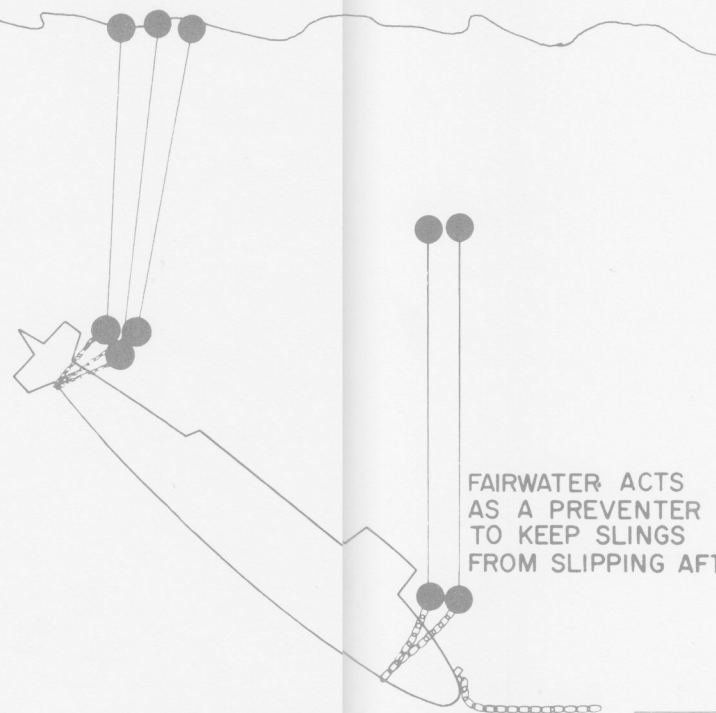 FAIRWATER ACTS
AS A PREVENTER
TO KEEP SLINGS
FROM SLIPPING AFT